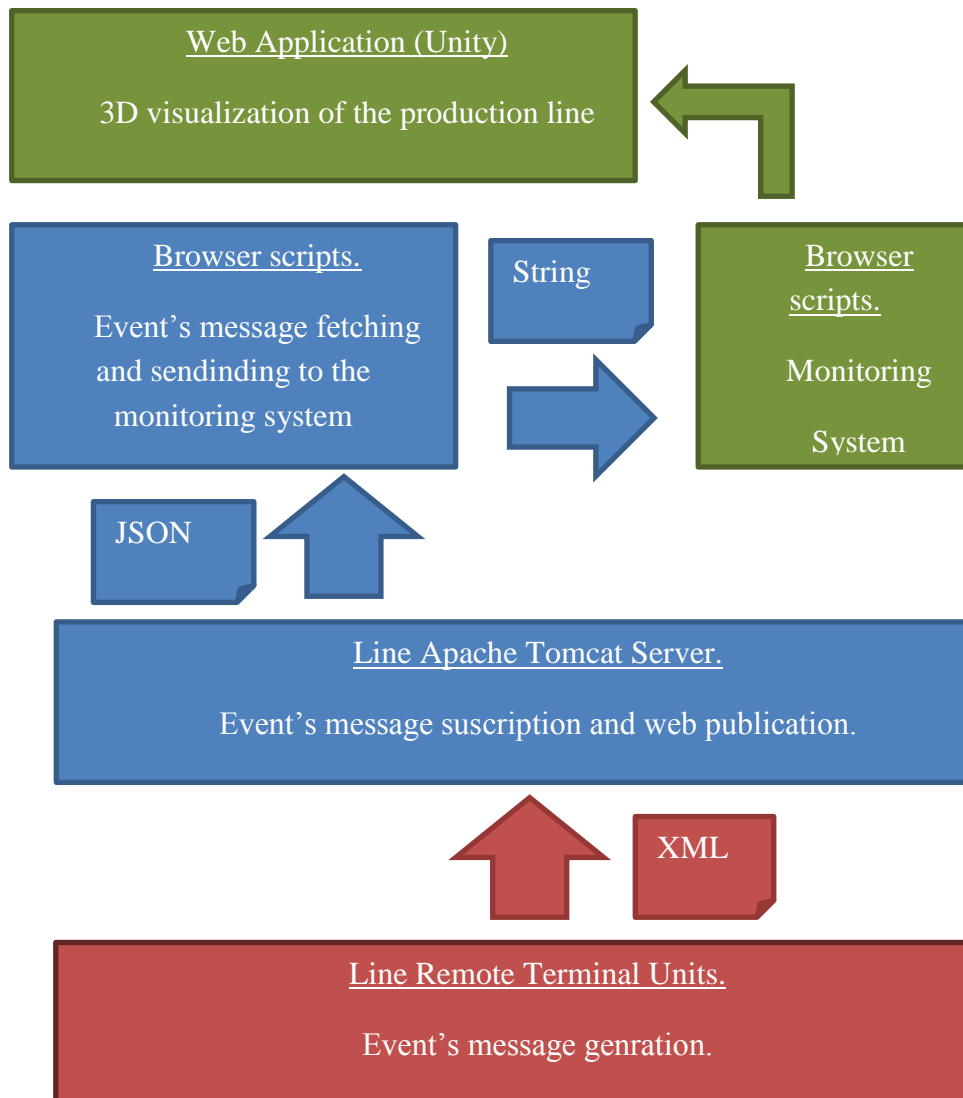 Web Application (Unity)
3D visualization of the production line
Browser scripts.
Event’s message fetching
and sendinding to the
monitoring system
String
Browser
scripts.
Monitoring
System
JSON
Line Apache Tomcat Server.
Event’s message suscription and web publication.
XML
Line Remote Terminal Units.
Event’s message genration.